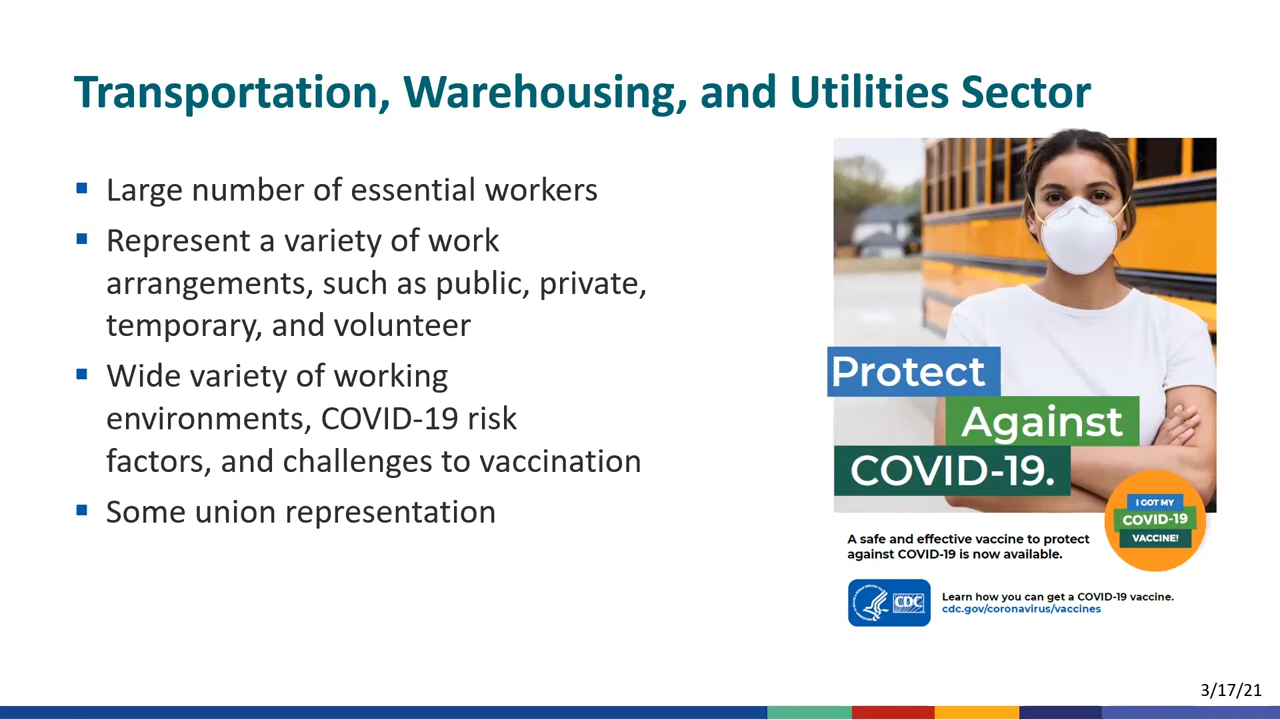 Transportation, Warehousing, and Utilities Sector
Large number of essential workers
Represent a variety of work
arrangements, such as public, private,
temporary, and volunteer
Wide variety of working
environments, COVID-19 risk
factors, and challenges to vaccination
Some union representation
Protect
Against
COVID-19.
I GOT MY
COVID-19
VACCINE!
A safe and effective vaccine to protect
against COVID-19 is now available.
CDC
Learn how you can get a COVID-19 vaccine.
cdc.gov/coronavirus/vaccines
3/17/21